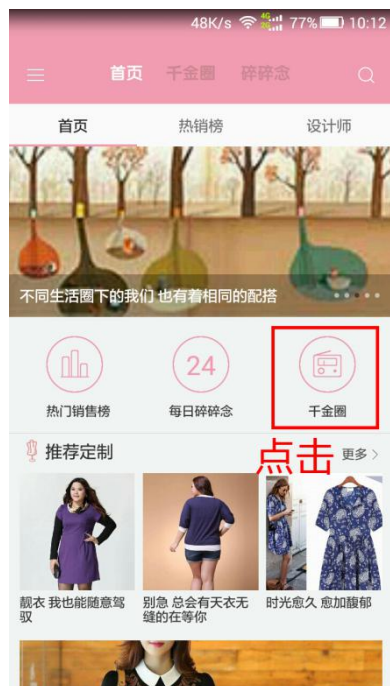 48K/s 4G 2G 77% 10:12
首页 千金圈 碎碎念
首页 热销榜 设计师
不同生活圈下的我们 也有着相同的配搭
24
热门销售榜 每日碎碎念 千金圈
推荐定制 点击 更多 >
靓衣 我也能随意驾
驭
别急 总会有天衣无
缝的在等你
时光愈久 愈加馥郁